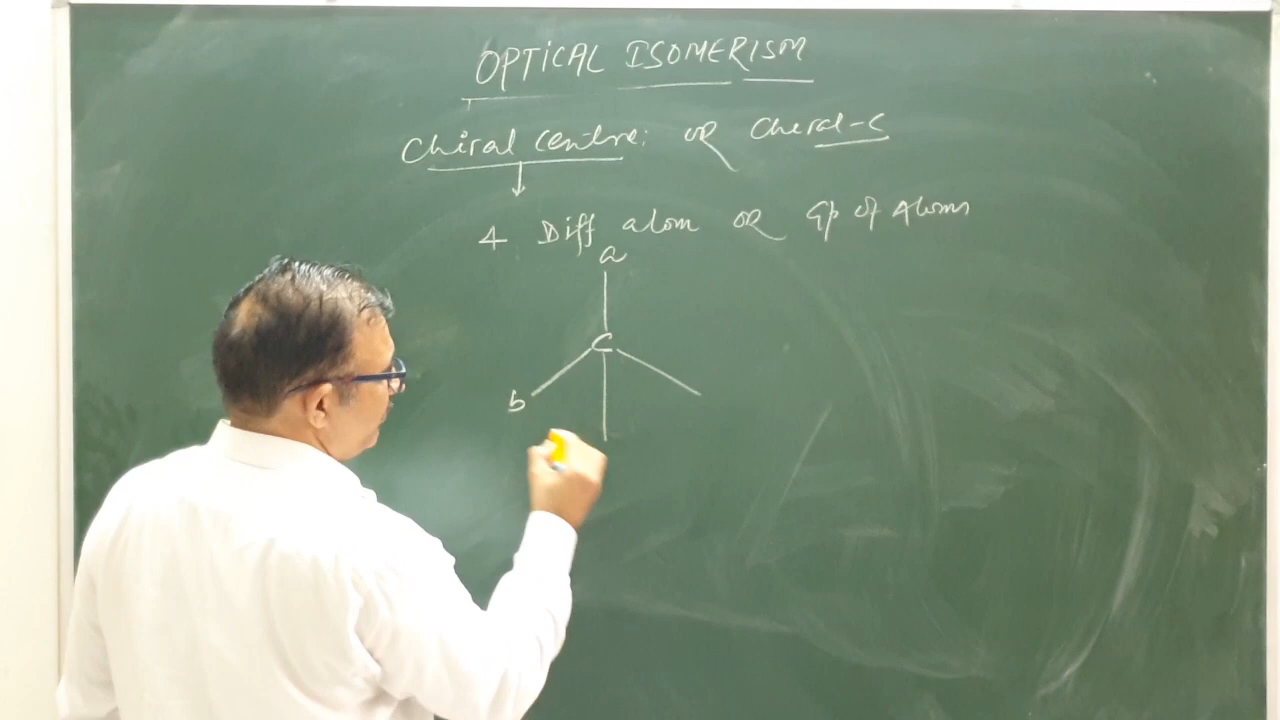 OPTICAL ISOMERISM
Chiral centre: OR Chiral-C
4 Diff atom OR Gp of Atoms
a
C
b